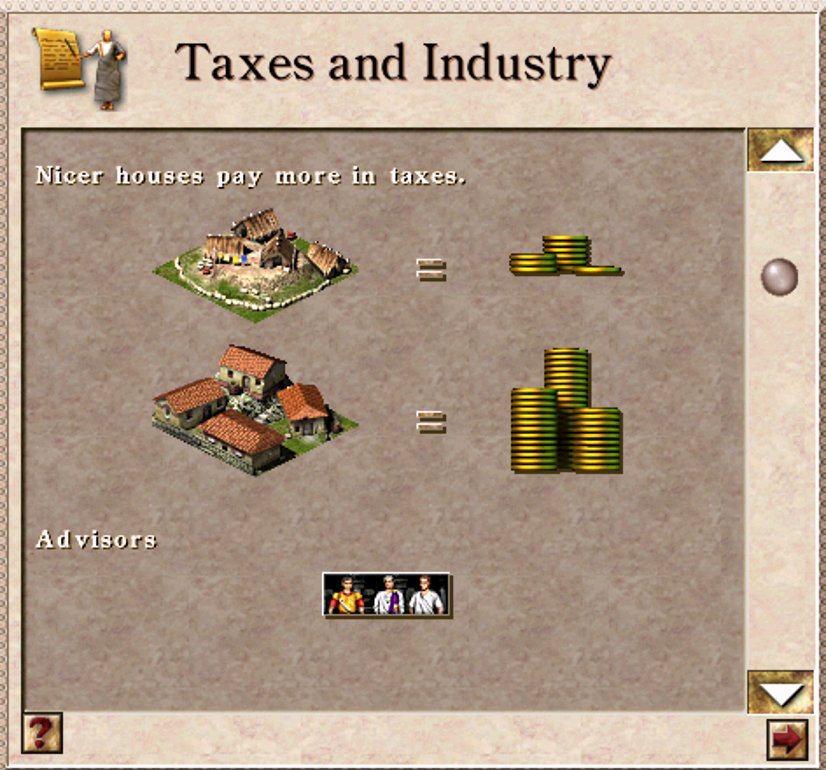 Taxes and Industry
Nicer houses pay more in taxes.
=
=
Advisors
?